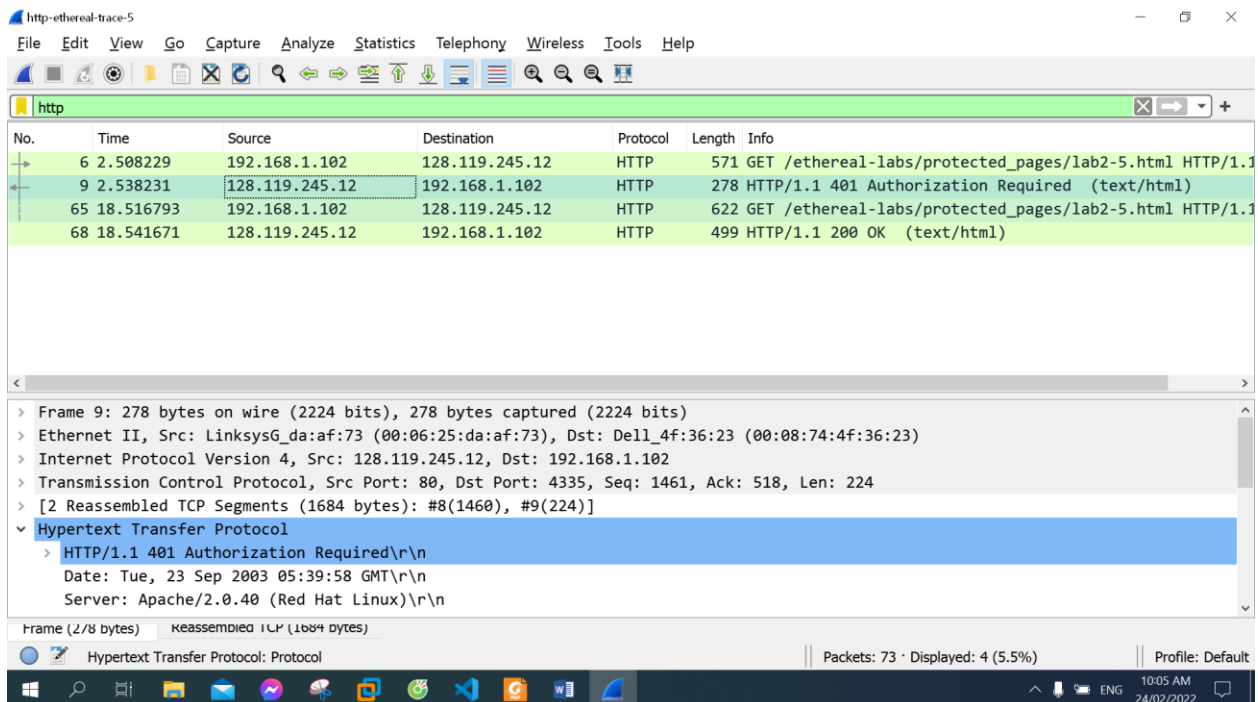 http-ethereal-trace-5
File Edit View Go Capture Analyze Statistics Telephony Wireless Tools Help
http
No. Time Source Destination Protocol Length Info
6 2.508229 192.168.1.102 128.119.245.12 HTTP 571 GET /ethereal-labs/protected_pages/lab2-5.html HTTP/1.1
9 2.538231 128.119.245.12 192.168.1.102 HTTP 278 HTTP/1.1 401 Authorization Required (text/html)
65 18.516793 192.168.1.102 128.119.245.12 HTTP 622 GET /ethereal-labs/protected_pages/lab2-5.html HTTP/1.1
68 18.541671 128.119.245.12 192.168.1.102 HTTP 499 HTTP/1.1 200 OK (text/html)
Frame 9: 278 bytes on wire (2224 bits), 278 bytes captured (2224 bits)
Ethernet II, Src: LinksysG_da:af:73 (00:06:25:da:af:73), Dst: Dell_4f:36:23 (00:08:74:4f:36:23)
Internet Protocol Version 4, Src: 128.119.245.12, Dst: 192.168.1.102
Transmission Control Protocol, Src Port: 80, Dst Port: 4335, Seq: 1461, Ack: 518, Len: 224
[2 Reassembled TCP Segments (1684 bytes): #8(1460), #9(224)]
Hypertext Transfer Protocol
HTTP/1.1 401 Authorization Required\r\n
Date: Tue, 23 Sep 2003 05:39:58 GMT\r\n
Server: Apache/2.0.40 (Red Hat Linux)\r\n
Frame (278 bytes) Reassembled TCP (1684 bytes)
Hypertext Transfer Protocol: Protocol Packets: 73 · Displayed: 4 (5.5%) Profile: Default
ENG 10:05 AM
24/02/2022